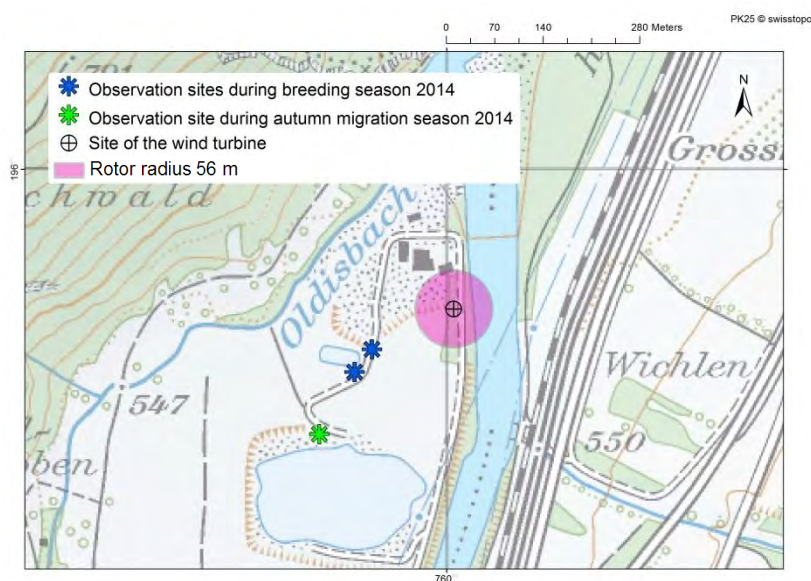 PK25 © swisstopo
0 70 140 280 Meters
N
Observation sites during breeding season 2014
Observation site during autumn migration season 2014
Site of the wind turbine
Rotor radius 56 m
196
chwald
Oldisbach
Wichlen
547
550
ben
760